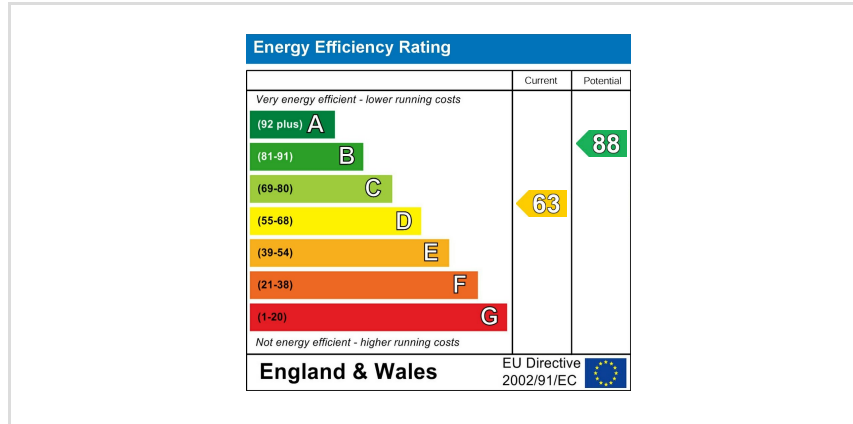 Energy Efficiency Rating
Current Potential
Very energy efficient - lower running costs
(92 plus) A
(81-91) B
88
(69-80) C
63
(55-68) D
(39-54) E
(21-38) F
(1-20) G
Not energy efficient - higher running costs
England & Wales
EU Directive
2002/91/EC